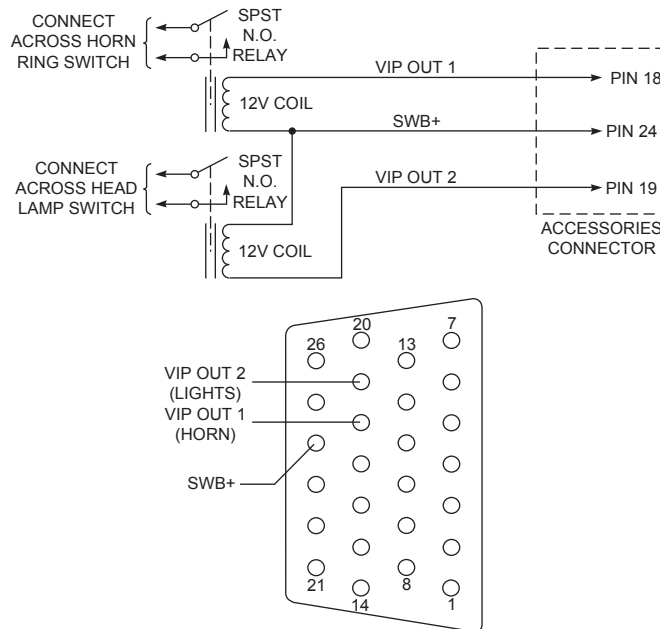 CONNECT
ACROSS HORN
RING SWITCH
SPST
N.O.
RELAY
12V COIL
VIP OUT 1
PIN 18
SWB+
PIN 24
CONNECT
ACROSS HEAD
LAMP SWITCH
SPST
N.O.
RELAY
12V COIL
VIP OUT 2
PIN 19
ACCESSORIES
CONNECTOR
20
7
26
13
VIP OUT 2
(LIGHTS)
VIP OUT 1
(HORN)
SWB+
21
8
14
1